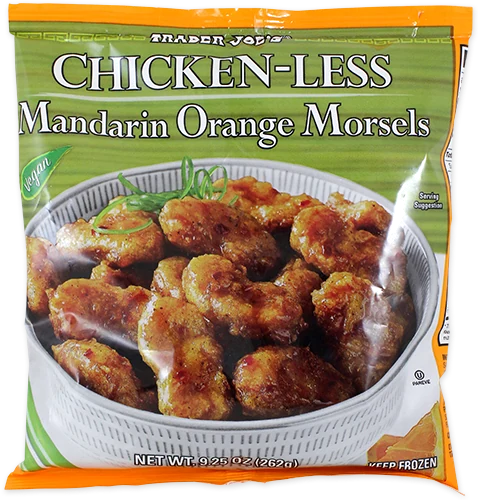 TRADER JOE'S®
CHICKEN-LESS
Mandarin Orange Morsels
Vegan
Serving
Suggestion
U
PAREVE
NET WT. 9.25 OZ (262g)
KEEP FROZEN